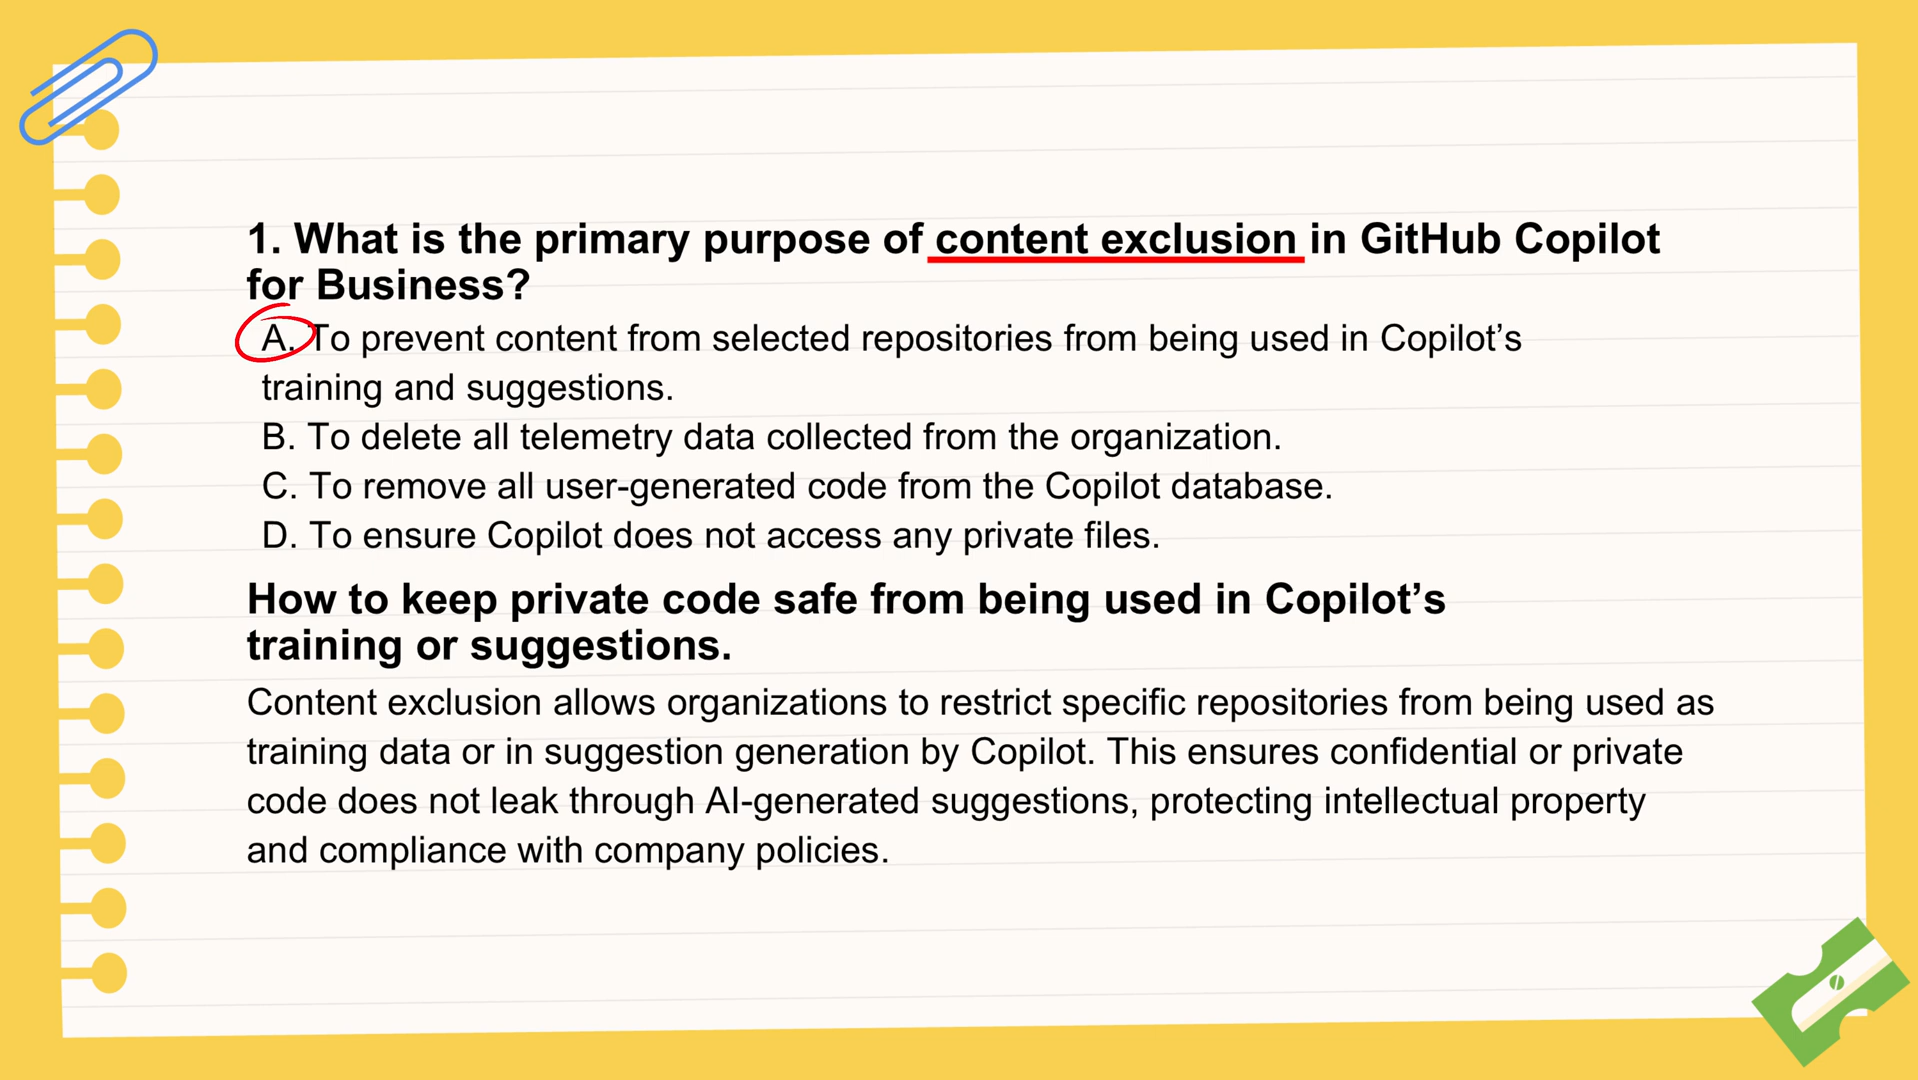 1. What is the primary purpose of content exclusion in GitHub Copilot
for Business?
A. To prevent content from selected repositories from being used in Copilot’s
training and suggestions.
B. To delete all telemetry data collected from the organization.
C. To remove all user-generated code from the Copilot database.
D. To ensure Copilot does not access any private files.
How to keep private code safe from being used in Copilot’s
training or suggestions.
Content exclusion allows organizations to restrict specific repositories from being used as
training data or in suggestion generation by Copilot. This ensures confidential or private
code does not leak through AI-generated suggestions, protecting intellectual property
and compliance with company policies.